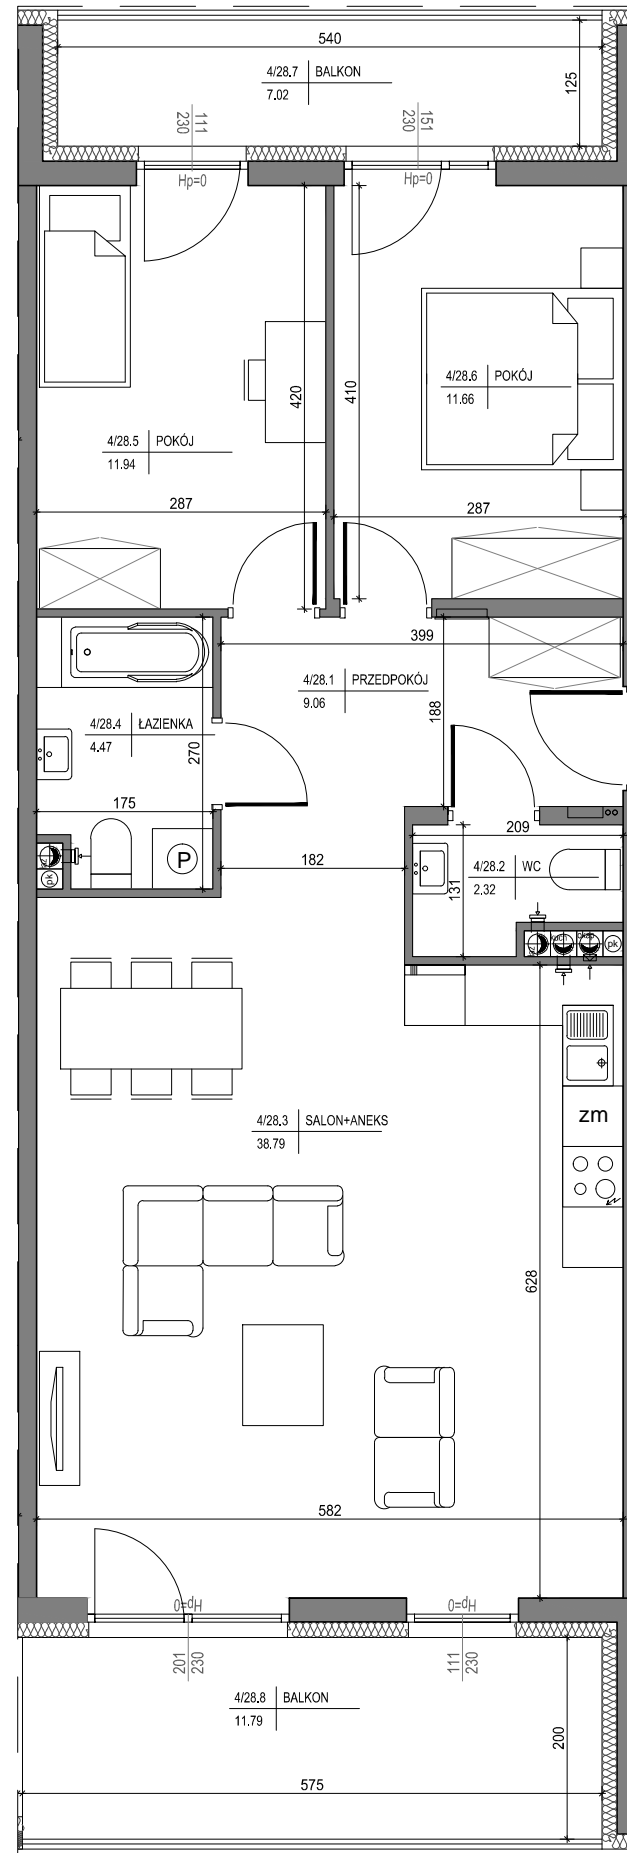 540
4/28.7 BALKON
7.02
125
111
230
151
230
Hp=0
Hp=0
420
410
4/28.6 POKÓJ
11.66
4/28.5 POKÓJ
11.94
287
287
399
4/28.1 PRZEDPOKÓJ
9.06
188
4/28.4 ŁAZIENKA
4.47
270
175
209
P
182
4/28.2 WC
2.32
131
pk
pk
zm
4/28.3 SALON+ANEKS
38.79
628
582
Hp=0
Hp=0
201
230
111
230
4/28.8 BALKON
11.79
200
575